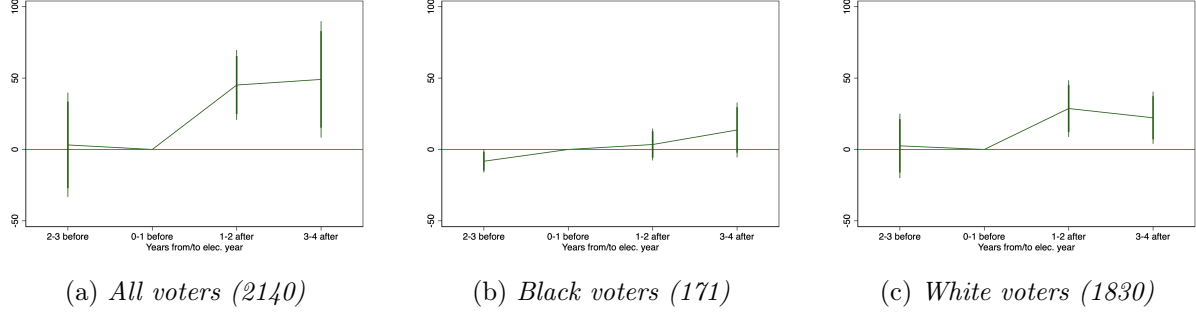 100
50
0
-50
2-3 before 0-1 before 1-2 after 3-4 after
Years from/to elec. year
(a) All voters (2140)
100
50
0
-50
2-3 before 0-1 before 1-2 after 3-4 after
Years from/to elec. year
(b) Black voters (171)
100
50
0
-50
2-3 before 0-1 before 1-2 after 3-4 after
Years from/to elec. year
(c) White voters (1830)